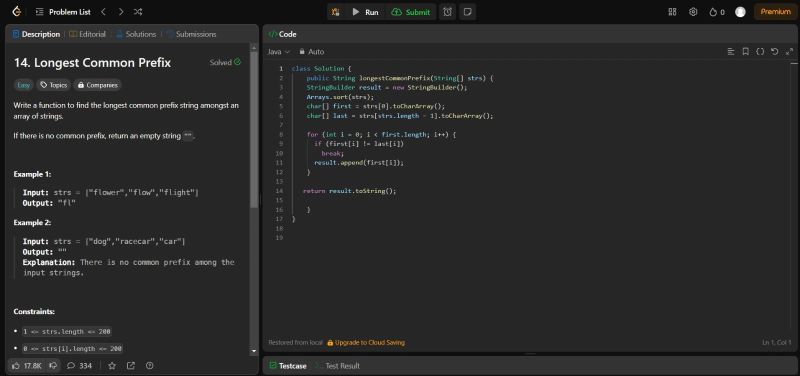 Problem List
Run
Submit
0
Premium
Description
Editorial
Solutions
Submissions
14. Longest Common Prefix
Solved
Easy
Topics
Companies
Write a function to find the longest common prefix string amongst an
array of strings.
If there is no common prefix, return an empty string "".
Example 1:
Input: strs = ["flower","flow","flight"]
Output: "fl"
Example 2:
Input: strs = ["dog","racecar","car"]
Output: ""
Explanation: There is no common prefix among the
input strings.
Constraints:
• 1 <= strs.length <= 200
• 0 <= strs[i].length <= 200
17.8K
334
</> Code
Java
Auto
1 class Solution {
2 public String longestCommonPrefix(String[] strs) {
3 StringBuilder result = new StringBuilder();
4 Arrays.sort(strs);
5 char[] first = strs[0].toCharArray();
6 char[] last = strs[strs.length - 1].toCharArray();
7
8 for (int i = 0; i < first.length; i++) {
9 if (first[i] != last[i])
10 break;
11 result.append(first[i]);
12 }
13
14 return result.toString();
15
16 }
17 }
18
19
Restored from local
Upgrade to Cloud Saving
Ln 1, Col 1
Testcase
Test Result